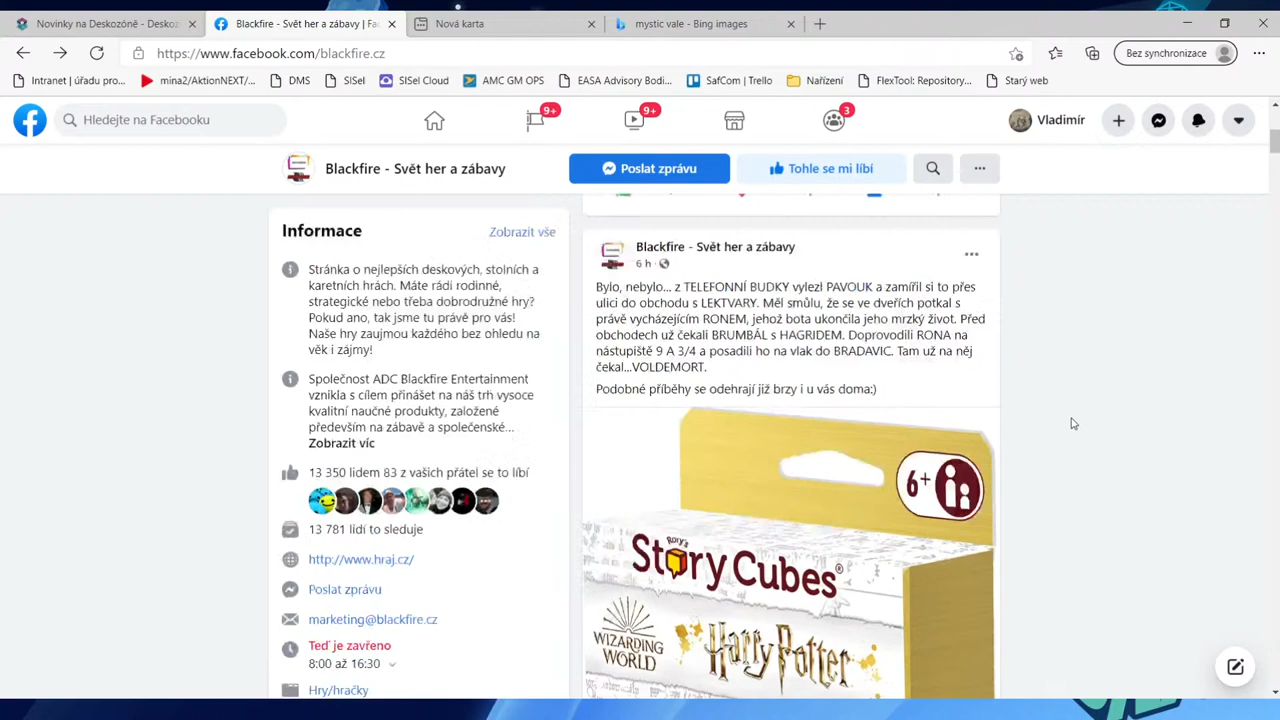 Novinky na Deskozóně - Deskoz
Blackfire - Svět her a zábavy | Fac
Nová karta
mystic vale - Bing images
https://www.facebook.com/blackfire.cz
Bez synchronizace
Intranet (úřadu pro...
mina2/AktionNEXT/...
DMS
SISel
SISel Cloud
AMC GM OPS
EASA Advisory Bodi...
SafCom | Trello
Nařízení
FlexTool: Repository...
Starý web
Hledejte na Facebooku
9+
9+
3
Vladimír
Blackfire - Svět her a zábavy
Poslat zprávu
Tohle se mi líbí
Informace
Zobrazit vše
Stránka o nejlepších deskových, stolních a
karetních hrách. Máte rádi rodinné,
strategické nebo třeba dobrodružné hry?
Pokud ano, tak jsme tu právě pro vás!
Naše hry zaujmou každého bez ohledu na
věk i zájmy!
Společnost ADC Blackfire Entertainment
vznikla s cílem přinášet na náš trh vysoce
kvalitní naučné produkty, založené
především na zábavě a společenské...
Zobrazit víc
13 350 lidem 83 z vašich přátel se to líbí
13 781 lidí to sleduje
http://www.hraj.cz/
Poslat zprávu
marketing@blackfire.cz
Teď je zavřeno
8:00 až 16:30
Hry/hračky
Blackfire - Svět her a zábavy
6 h
Bylo, nebylo... z TELEFONNÍ BUDKY vylezl PAVOUK a zamířil si to přes
ulici do obchodu s LEKTVARY. Měl smůlu, že se ve dveřích potkal s
právě vycházejícím RONEM, jehož bota ukončila jeho mrzký život. Před
obchodech už čekali BRUMBÁL s HAGRIDEM. Doprovodili RONA na
nástupiště 9 A 3/4 a posadili ho na vlak do BRADAVIC. Tam už na něj
čekal...VOLDEMORT.
Podobné příběhy se odehrají již brzy i u vás doma:)
6+
Rory's
Story Cubes®
WIZARDING
WORLD
Harry Potter